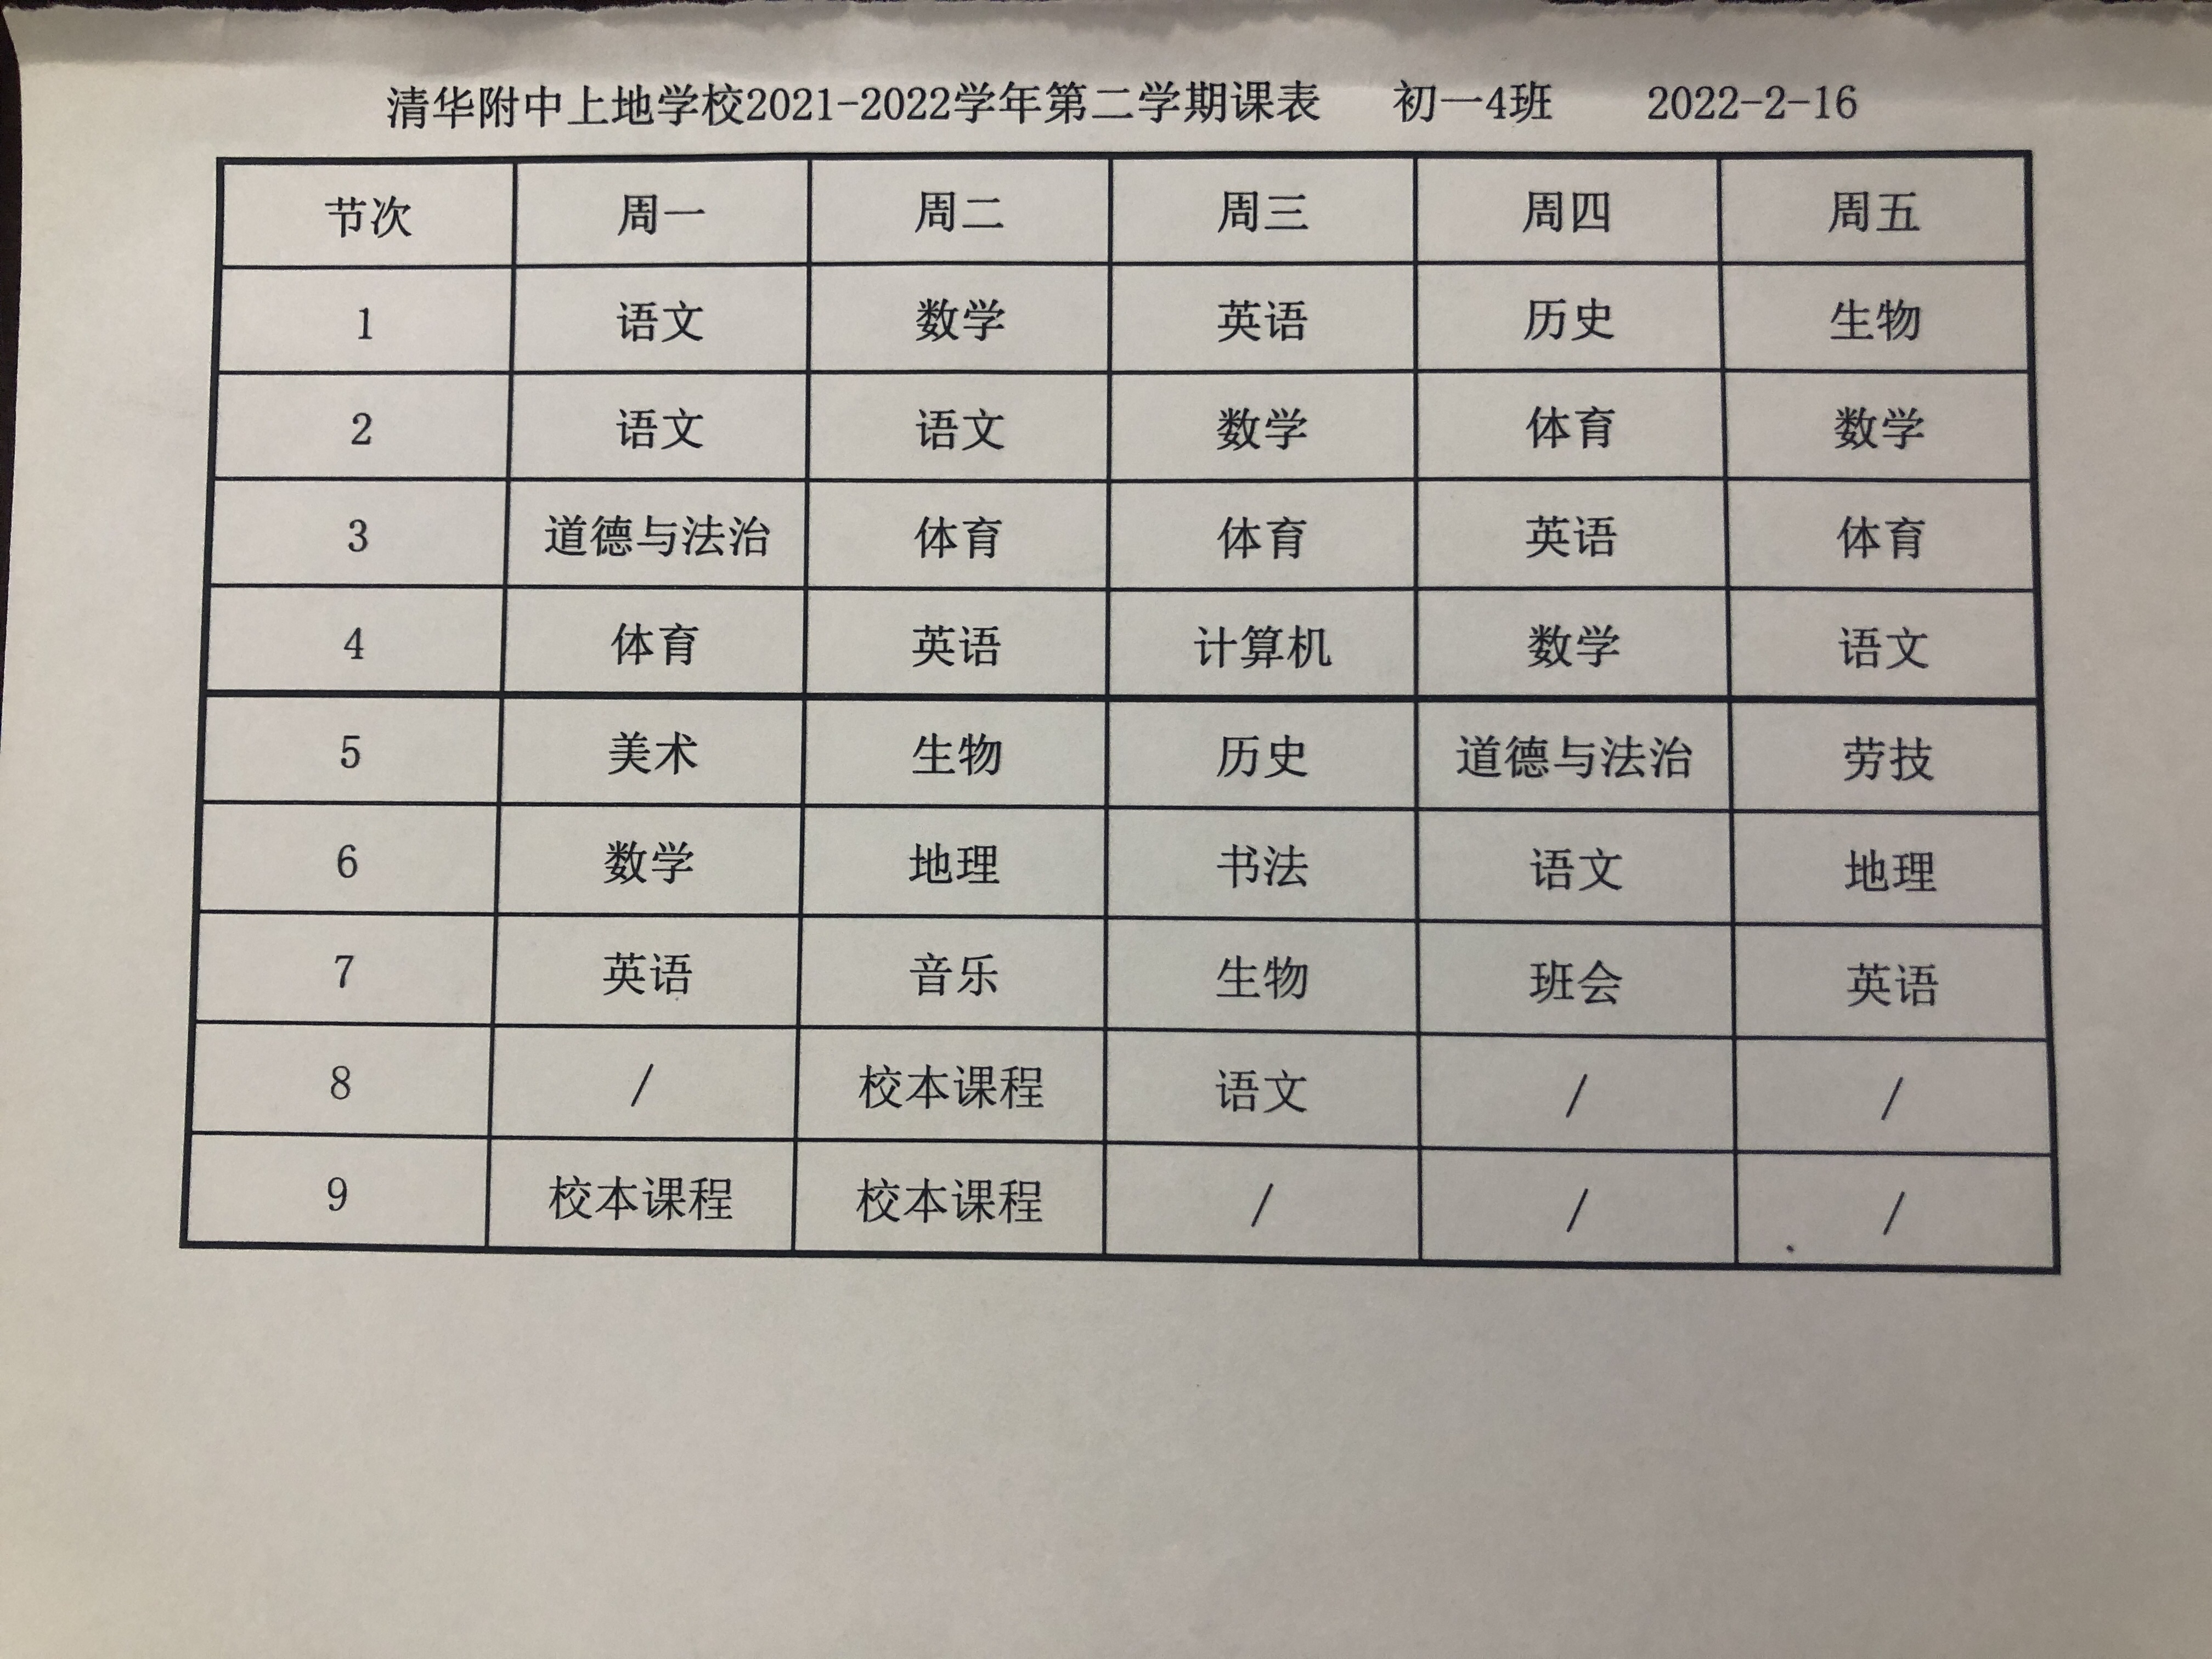 清华附中上地学校2021-2022学年第二学期课表 初一4班 2022-2-16
节次 周一 周二 周三 周四 周五
1 语文 数学 英语 历史 生物
2 语文 语文 数学 体育 数学
3 道德与法治 体育 体育 英语 体育
4 体育 英语 计算机 数学 语文
5 美术 生物 历史 道德与法治 劳技
6 数学 地理 书法 语文 地理
7 英语 音乐 生物 班会 英语
8 / 校本课程 语文 / /
9 校本课程 校本课程 / / /